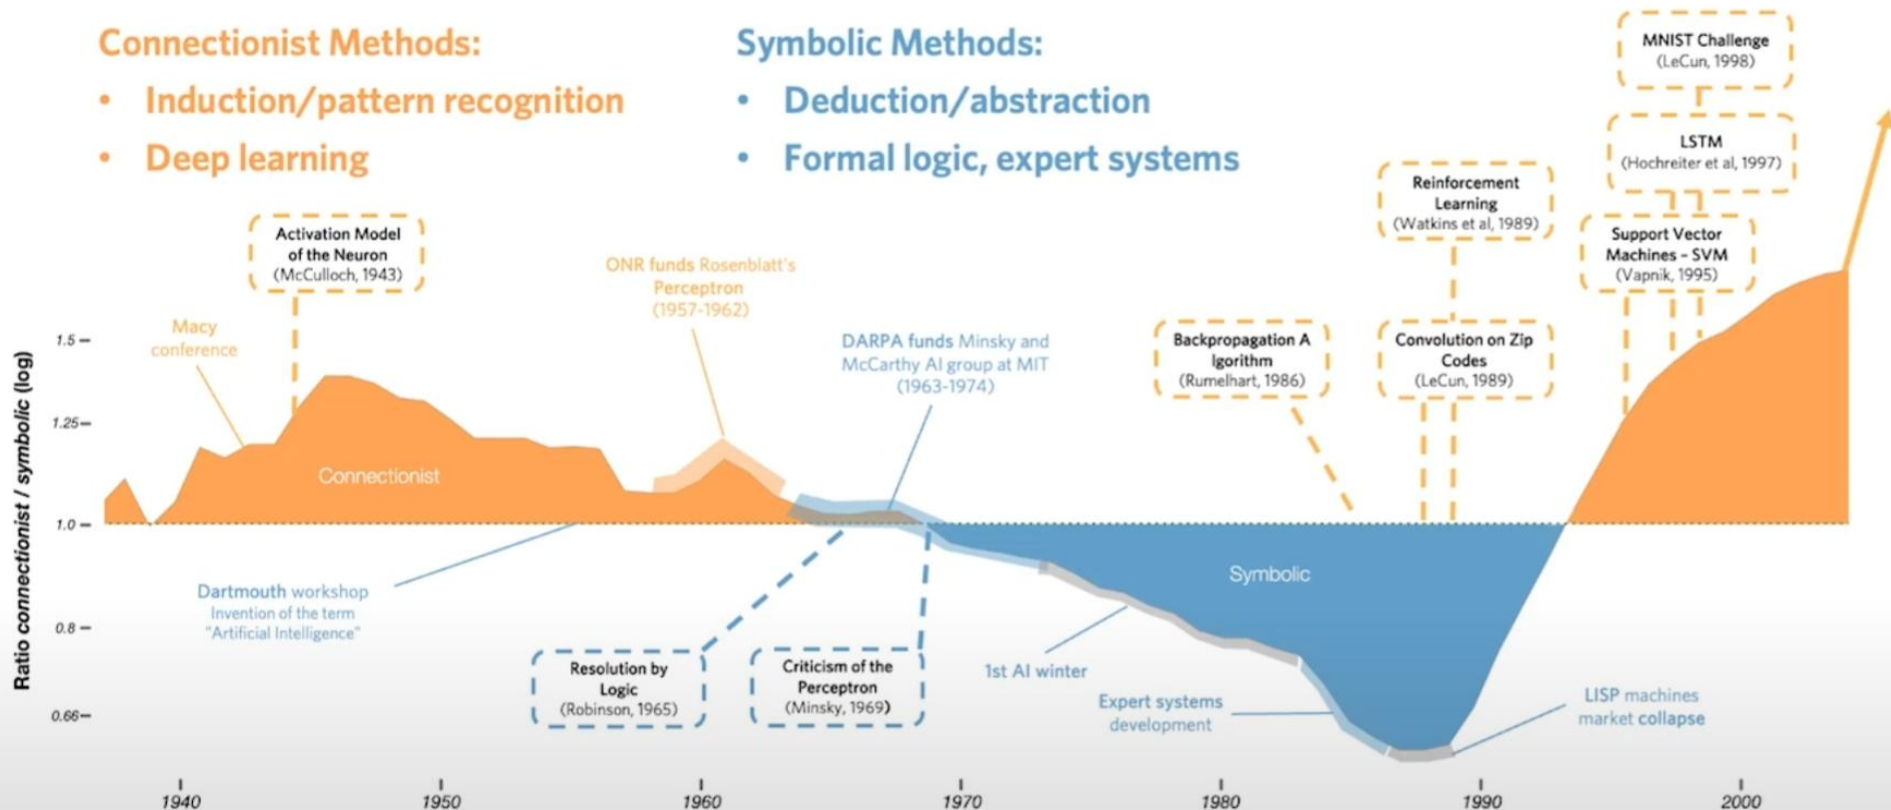 Connectionist Methods:
• Induction/pattern recognition
• Deep learning
Symbolic Methods:
• Deduction/abstraction
• Formal logic, expert systems
MNIST Challenge
(LeCun, 1998)
LSTM
(Hochreiter et al, 1997)
Reinforcement
Learning
(Watkins et al, 1989)
Support Vector
Machines – SVM
(Vapnik, 1995)
Activation Model
of the Neuron
(McCulloch, 1943)
ONR funds Rosenblatt's
Perceptron
(1957-1962)
Macy
conference
DARPA funds Minsky and
McCarthy AI group at MIT
(1963-1974)
Backpropagation A
lgorithm
(Rumelhart, 1986)
Convolution on Zip
Codes
(LeCun, 1989)
Ratio connectionist / symbolic (log)
1.5
1.25
1.0
0.8
0.66
Connectionist
Symbolic
Dartmouth workshop
Invention of the term
"Artificial Intelligence"
Resolution by
Logic
(Robinson, 1965)
Criticism of the
Perceptron
(Minsky, 1969)
1st AI winter
Expert systems
development
LISP machines
market collapse
1940
1950
1960
1970
1980
1990
2000